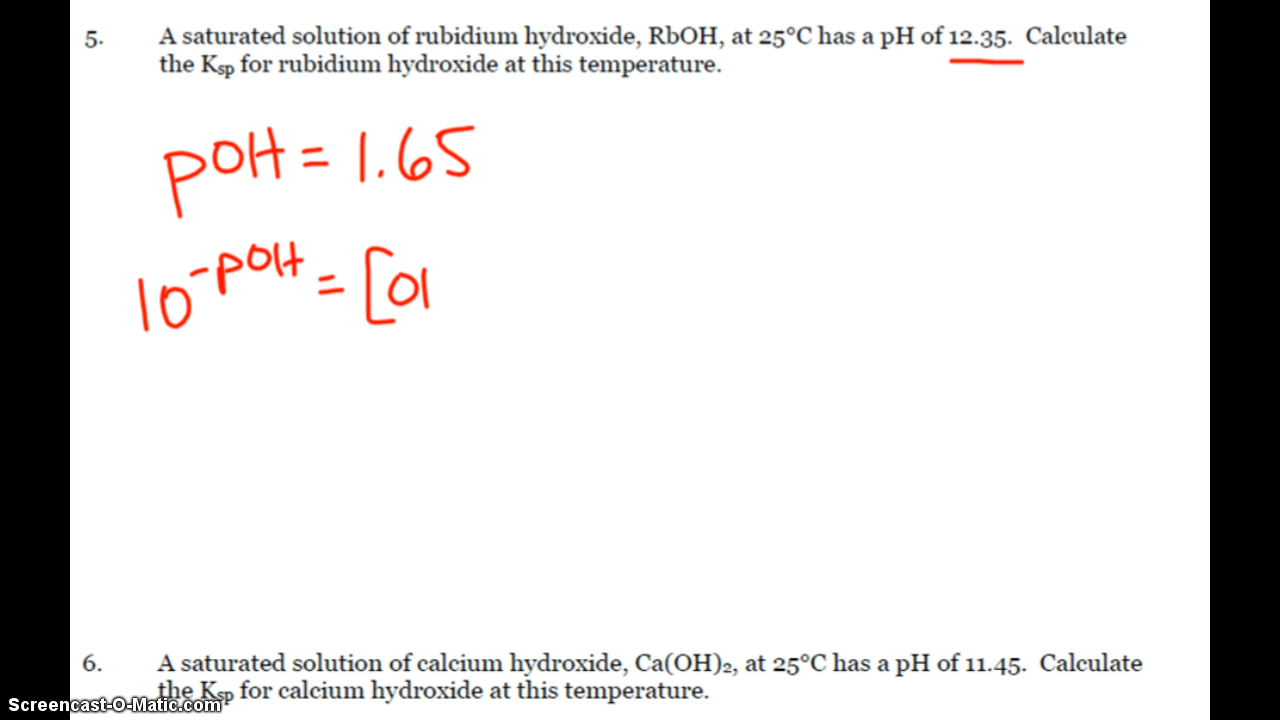 5. A saturated solution of rubidium hydroxide, RbOH, at 25°C has a pH of 12.35. Calculate
the Ksp for rubidium hydroxide at this temperature.
pOH = 1.65
10^-pOH = [OI
6. A saturated solution of calcium hydroxide, Ca(OH)₂, at 25°C has a pH of 11.45. Calculate
the Ksp for calcium hydroxide at this temperature.
Screencast-O-Matic.com